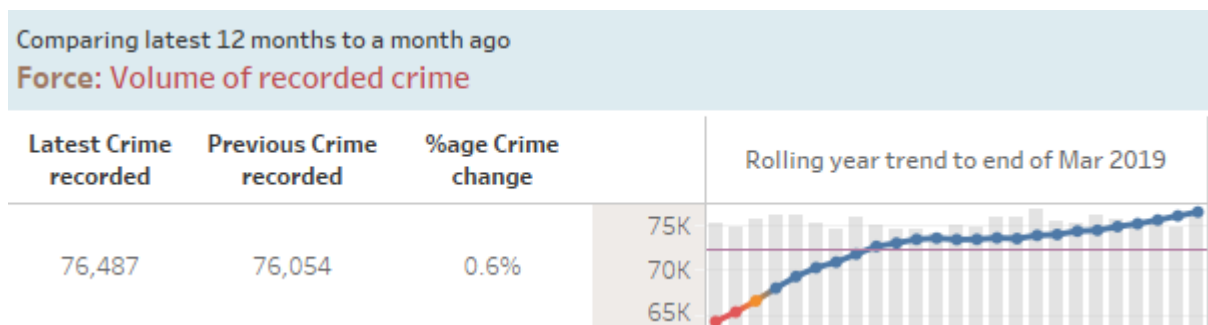 Comparing latest 12 months to a month ago
Force: Volume of recorded crime
Latest Crime recorded
Previous Crime recorded
%age Crime change
Rolling year trend to end of Mar 2019
76,487
76,054
0.6%
75K
70K
65K